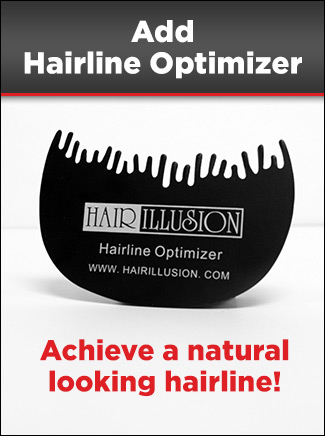 Add
Hairline Optimizer
HAIR ILLUSION
Hairline Optimizer
WWW. HAIRILLUSION. COM
Achieve a natural
looking hairline!